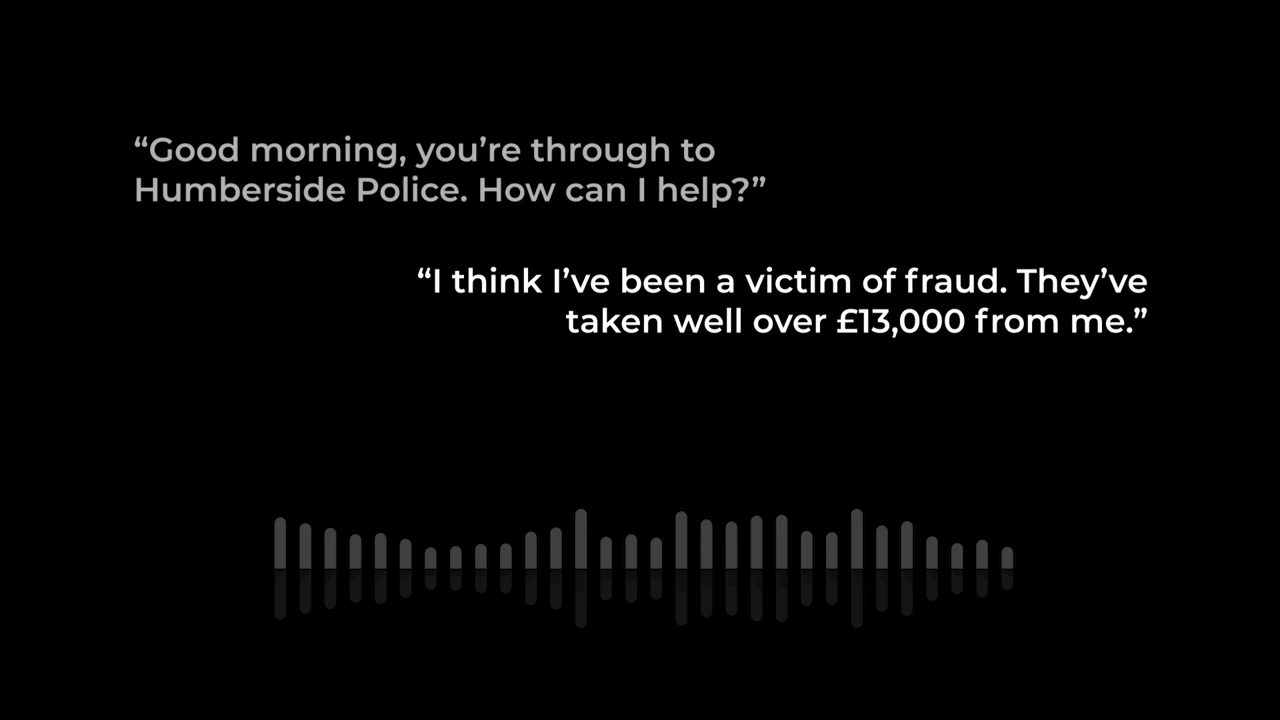 “Good morning, you’re through to
Humberside Police. How can I help?”
“I think I’ve been a victim of fraud. They’ve
taken well over £13,000 from me.”